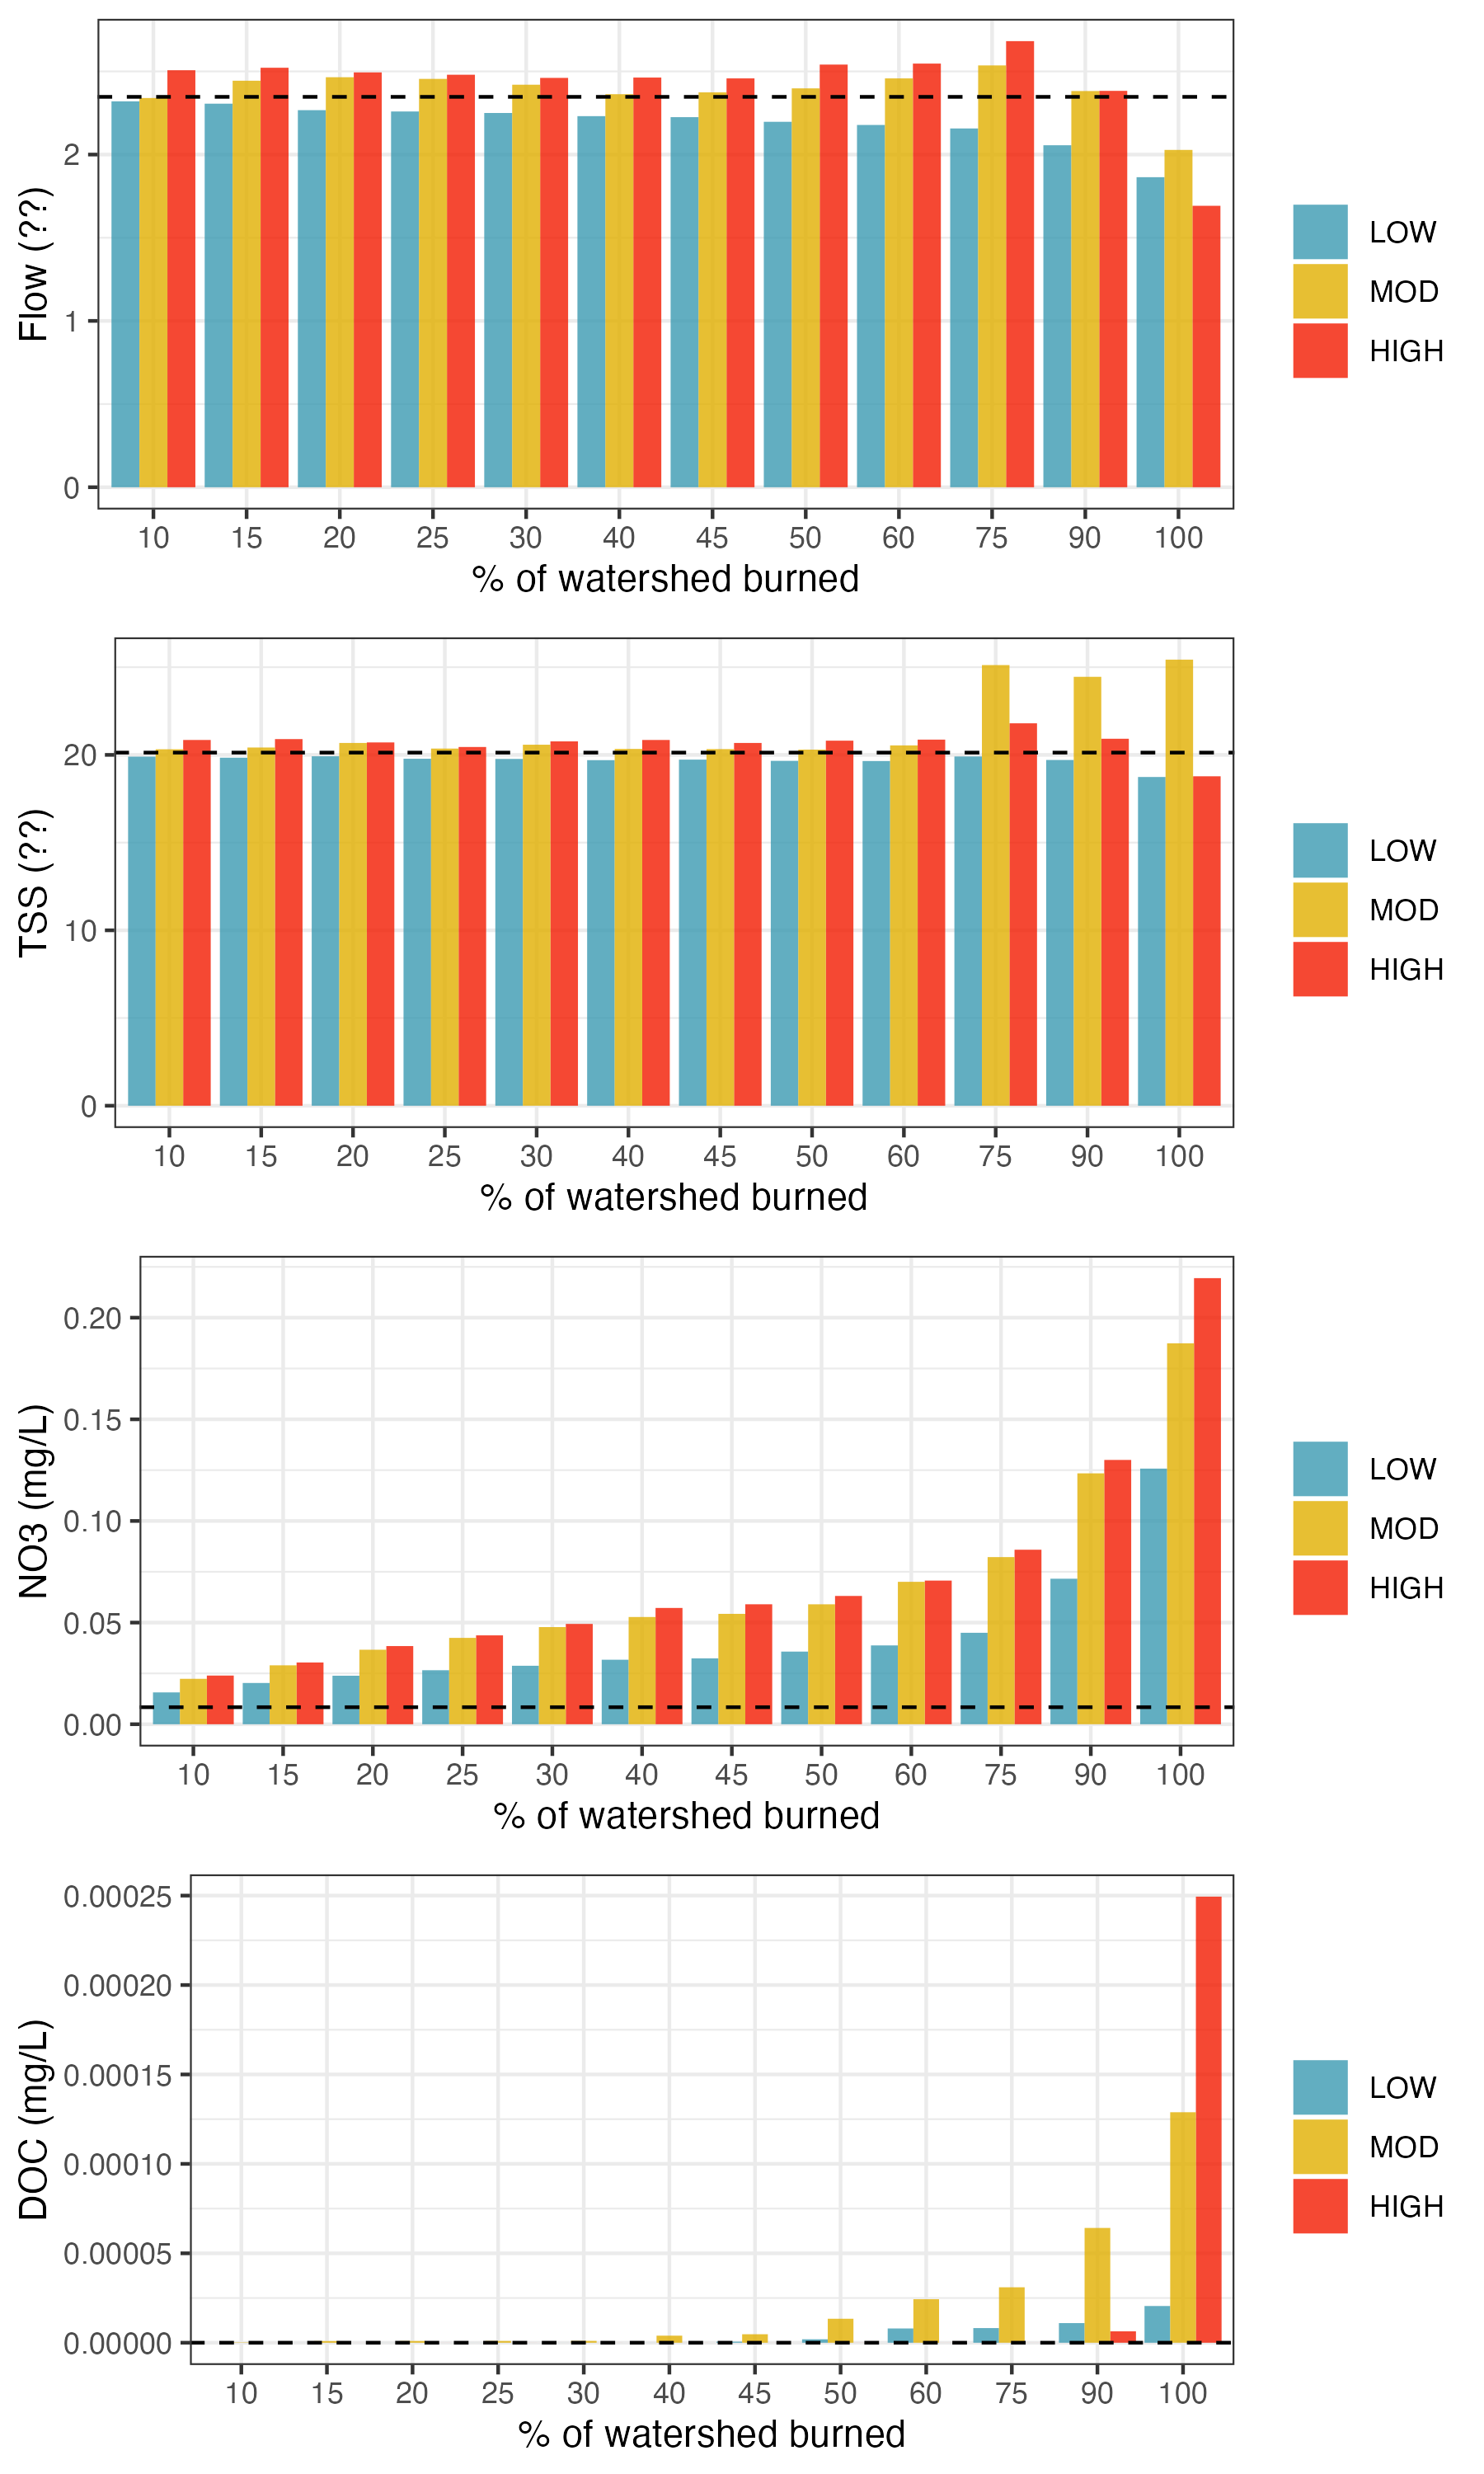 Flow (??)
2
1
0
10 15 20 25 30 40 45 50 60 75 90 100
% of watershed burned
LOW
MOD
HIGH
TSS (??)
20
10
0
10 15 20 25 30 40 45 50 60 75 90 100
% of watershed burned
LOW
MOD
HIGH
NO3 (mg/L)
0.20
0.15
0.10
0.05
0.00
10 15 20 25 30 40 45 50 60 75 90 100
% of watershed burned
LOW
MOD
HIGH
DOC (mg/L)
0.00025
0.00020
0.00015
0.00010
0.00005
0.00000
10 15 20 25 30 40 45 50 60 75 90 100
% of watershed burned
LOW
MOD
HIGH